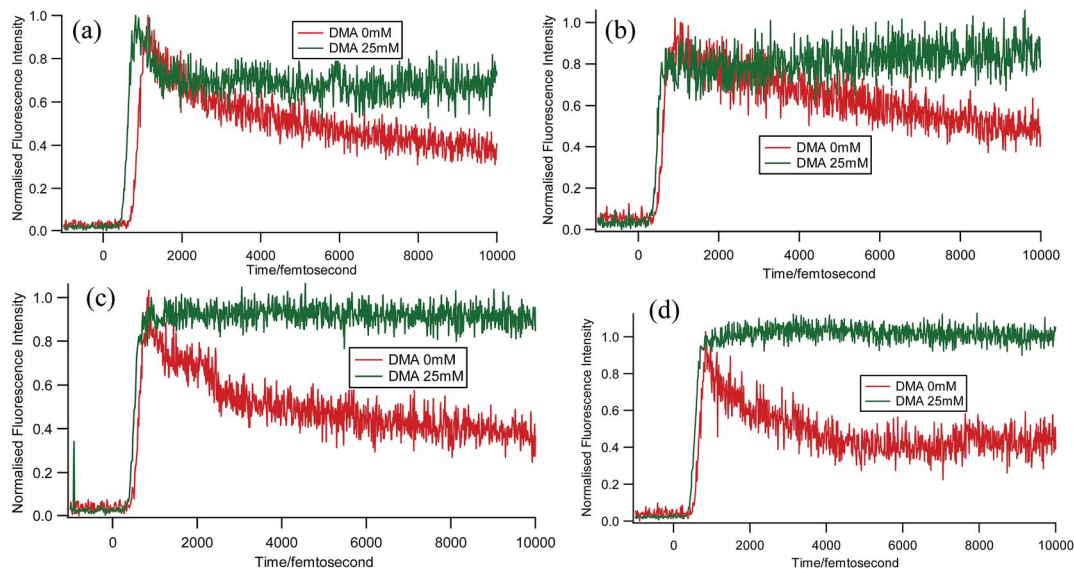 (a)
DMA 0mM
DMA 25mM
Normalised Fluorescence Intensity
1.0
0.8
0.6
0.4
0.2
0.0
0 2000 4000 6000 8000 10000
Time/femtosecond
(b)
DMA 0mM
DMA 25mM
Normalised Fluorescence Intensity
1.0
0.8
0.6
0.4
0.2
0.0
0 2000 4000 6000 8000 10000
Time/femtosecond
(c)
DMA 0mM
DMA 25mM
Normalised Fluorescence Intensity
1.0
0.8
0.6
0.4
0.2
0.0
0 2000 4000 6000 8000 10000
Time/femtosecond
(d)
DMA 0mM
DMA 25mM
Normalised Fluorescence Intensity
1.0
0.8
0.6
0.4
0.2
0.0
0 2000 4000 6000 8000 10000
Time/femtosecond